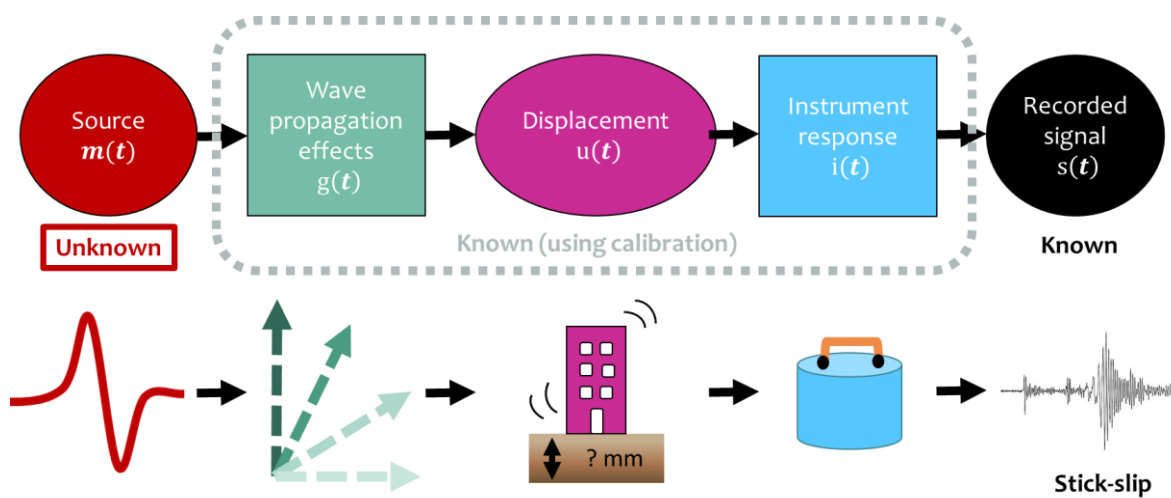 Source
m(t)
Wave
propagation
effects
g(t)
Displacement
u(t)
Instrument
response
i(t)
Recorded
signal
s(t)
Unknown
Known (using calibration)
Known
? mm
Stick-slip